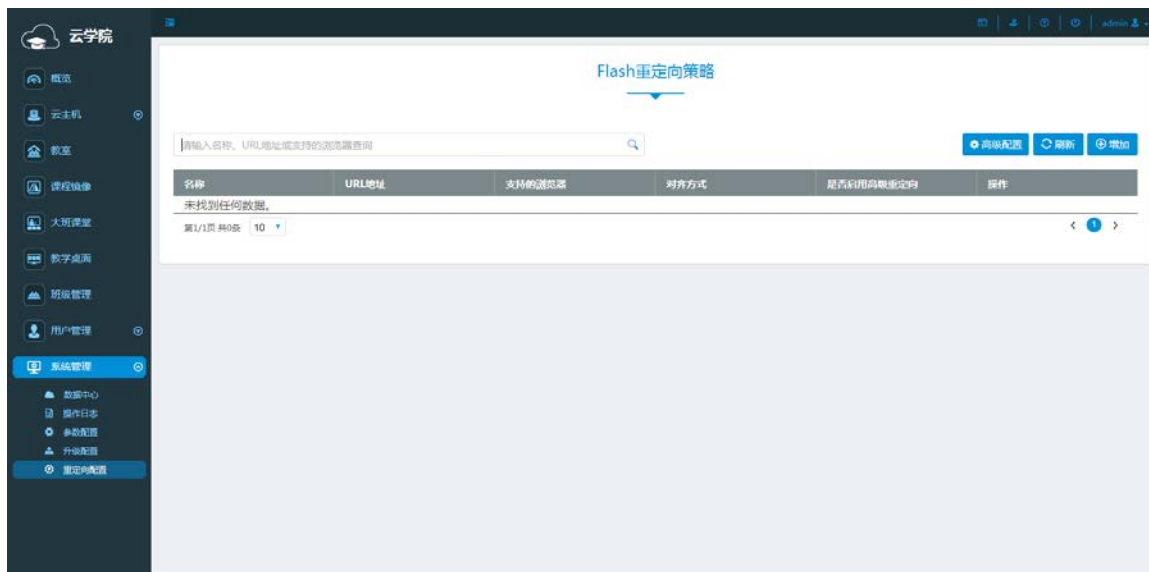 云学院
admin
概览
云主机
教室
课程镜像
大班课堂
教学桌面
班级管理
用户管理
系统管理
数据中心
操作日志
参数配置
升级配置
重定向配置
Flash重定向策略
请输入名称、URL地址或支持的浏览器查询
高级配置 刷新 增加
名称 URL地址 支持的浏览器 对齐方式 是否启用高级重定向 操作
未找到任何数据。
第1/1页 共0条 10 1